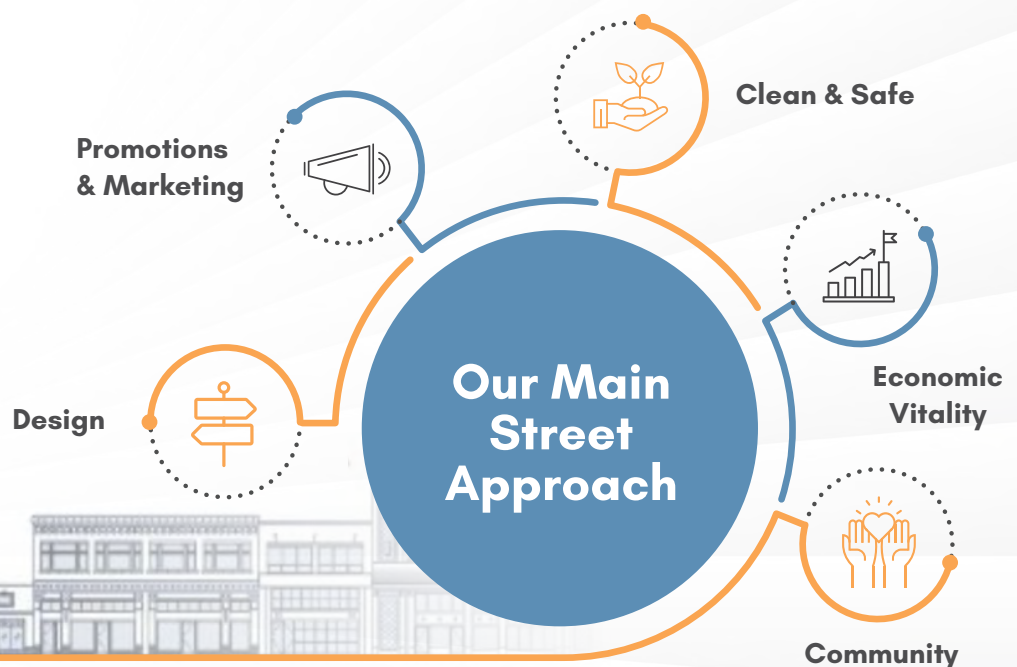 Clean & Safe
Promotions
& Marketing
Our Main
Street
Approach
Economic
Vitality
Design
Community